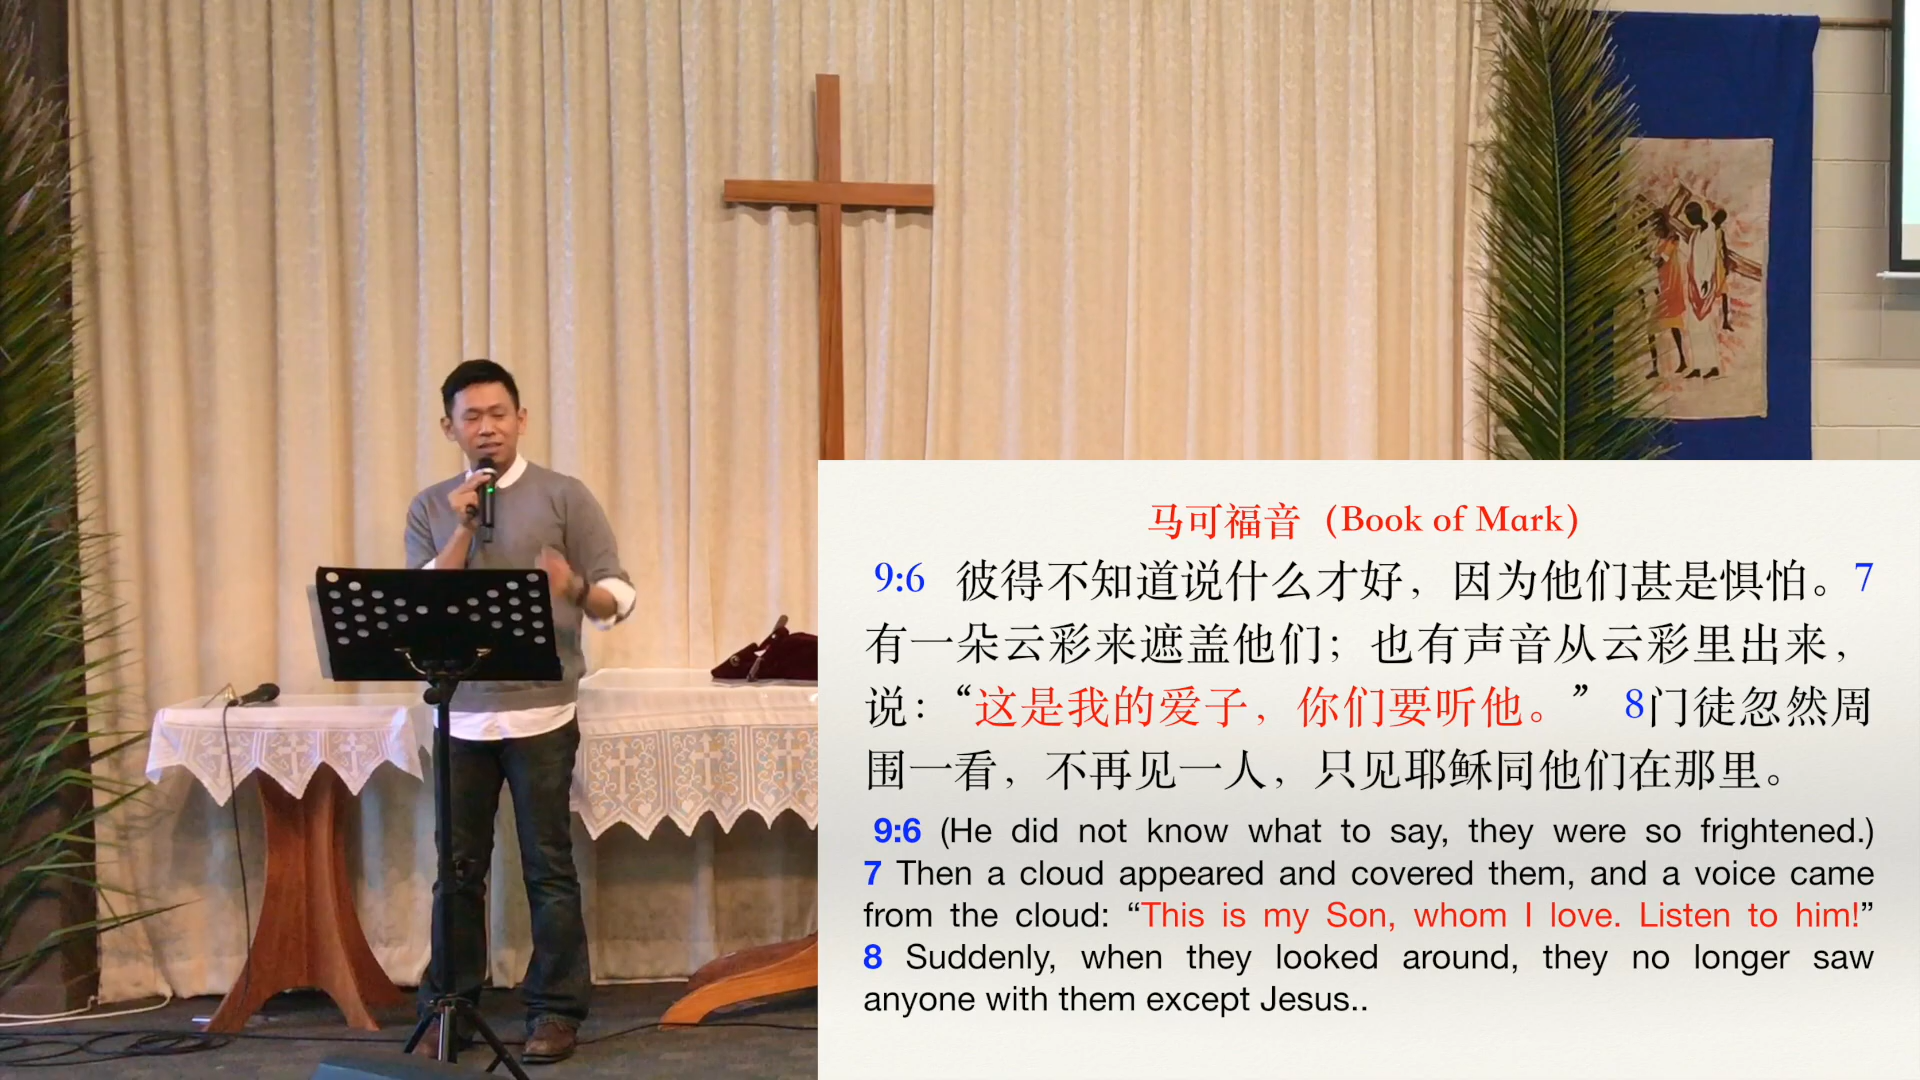 马可福音（Book of Mark）
9:6 彼得不知道说什么才好，因为他们甚是惧怕。7
有一朵云彩来遮盖他们；也有声音从云彩里出来，
说：“这是我的爱子，你们要听他。” 8门徒忽然周
围一看，不再见一人，只见耶稣同他们在那里。
9:6 (He did not know what to say, they were so frightened.)
7 Then a cloud appeared and covered them, and a voice came
from the cloud: “This is my Son, whom I love. Listen to him!”
8 Suddenly, when they looked around, they no longer saw
anyone with them except Jesus..